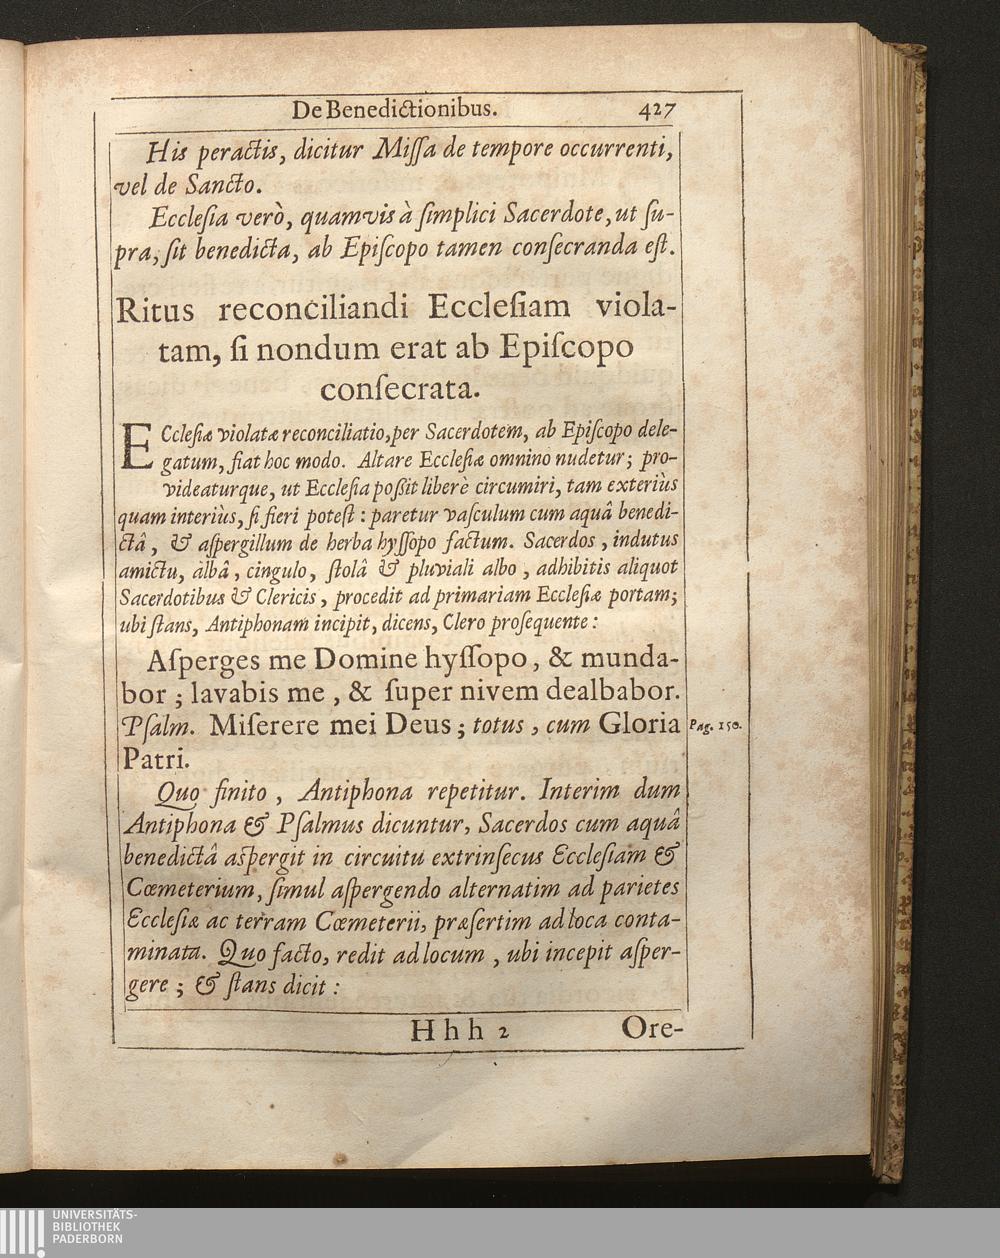 De Benedictionibus. 427
His peractis, dicitur Miſſa de tempore occurrenti,
vel de Sancto.
Eccleſia verò, quamvis à ſimplici Sacerdote, ut ſu-
pra, ſit benedicta, ab Epiſcopo tamen conſecranda eſt.
Ritus reconciliandi Eccleſiam viola-
tam, ſi nondum erat ab Epiſcopo
conſecrata.
ECcleſiæ violatæ reconciliatio, per Sacerdotem, ab Epiſcopo dele-
gatum, fiat hoc modo. Altare Eccleſiæ omnino nudetur; pro-
videaturque, ut Eccleſia poßit liberè circumiri, tam exteriùs
quam interiùs, ſi fieri poteſt: paretur vaſculum cum aquâ benedi-
ctâ, & aſpergillum de herba hyſſopo factum. Sacerdos, indutus
amictu, albâ, cingulo, ſtolâ & pluviali albo, adhibitis aliquot
Sacerdotibus & Clericis, procedit ad primariam Eccleſiæ portam;
ubi ſtans, Antiphonam incipit, dicens, Clero proſequente:
Aſperges me Domine hyſſopo, & munda-
bor; lavabis me, & ſuper nivem dealbabor.
Pſalm. Miſerere mei Deus; totus, cum Gloria Pag. 150.
Patri.
Quo finito, Antiphona repetitur. Interim dum
Antiphona & Pſalmus dicuntur, Sacerdos cum aquâ
benedictâ aſpergit in circuitu extrinſecus Eccleſiam &
Cœmeterium, ſimul aſpergendo alternatim ad parietes
Eccleſiæ ac terram Cœmeterii, præſertim ad loca conta-
minata. Quo facto, redit ad locum, ubi incepit aſper-
gere; & ſtans dicit:
Hhh 2 Ore-
UNIVERSITÄTS-
BIBLIOTHEK
PADERBORN